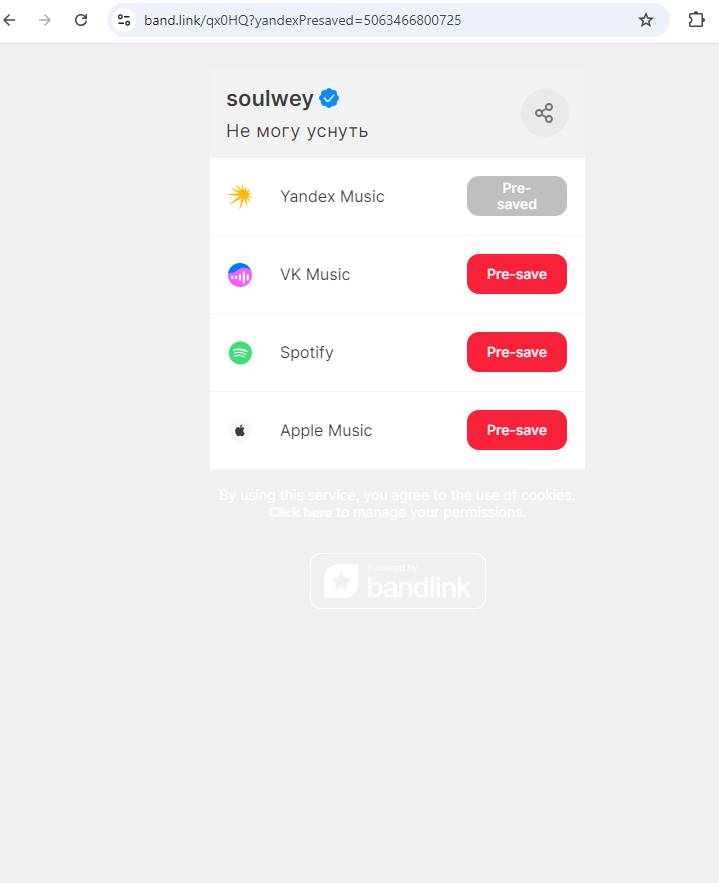 band.link/qx0HQ?yandexPresaved=5063466800725
soulwey
Не могу уснуть
Yandex Music
Pre-
saved
VK Music
Pre-save
Spotify
Pre-save
Apple Music
Pre-save
By using this service, you agree to the use of cookies.
Click here to manage your permissions.
Powered by
bandlink